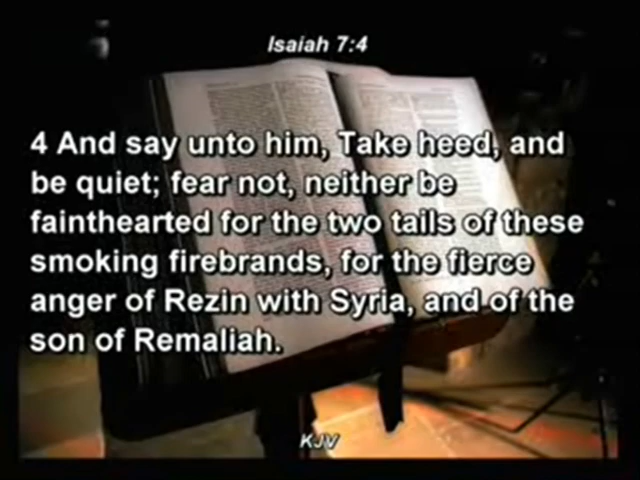 Isaiah 7:4
4 And say unto him, Take heed, and
be quiet; fear not, neither be
fainthearted for the two tails of these
smoking firebrands, for the fierce
anger of Rezin with Syria, and of the
son of Remaliah.
KJV